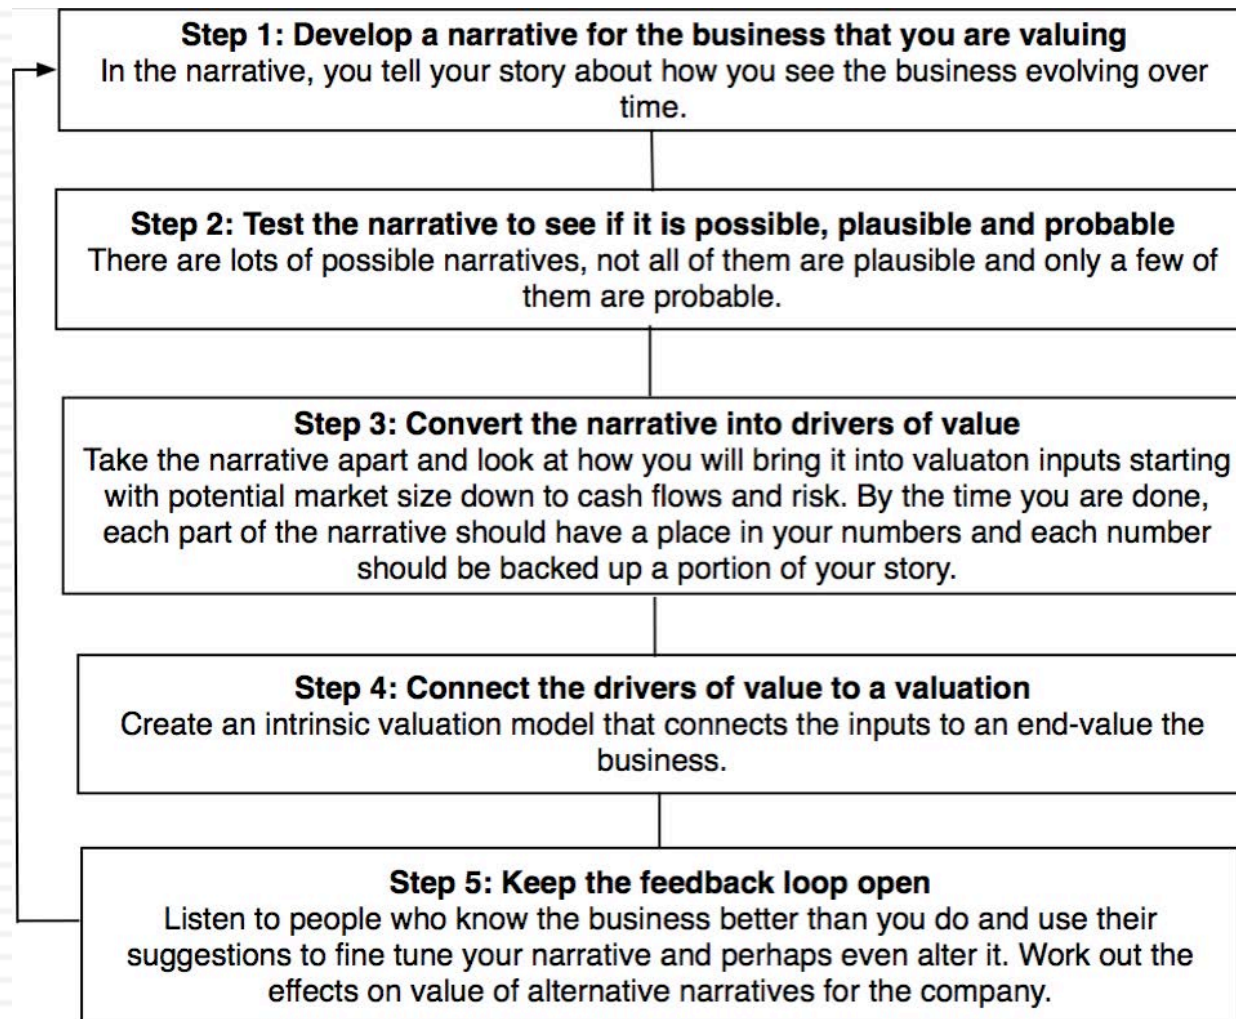 Step 1: Develop a narrative for the business that you are valuing
In the narrative, you tell your story about how you see the business evolving over
time.
Step 2: Test the narrative to see if it is possible, plausible and probable
There are lots of possible narratives, not all of them are plausible and only a few of
them are probable.
Step 3: Convert the narrative into drivers of value
Take the narrative apart and look at how you will bring it into valuaton inputs starting
with potential market size down to cash flows and risk. By the time you are done,
each part of the narrative should have a place in your numbers and each number
should be backed up a portion of your story.
Step 4: Connect the drivers of value to a valuation
Create an intrinsic valuation model that connects the inputs to an end-value the
business.
Step 5: Keep the feedback loop open
Listen to people who know the business better than you do and use their
suggestions to fine tune your narrative and perhaps even alter it. Work out the
effects on value of alternative narratives for the company.